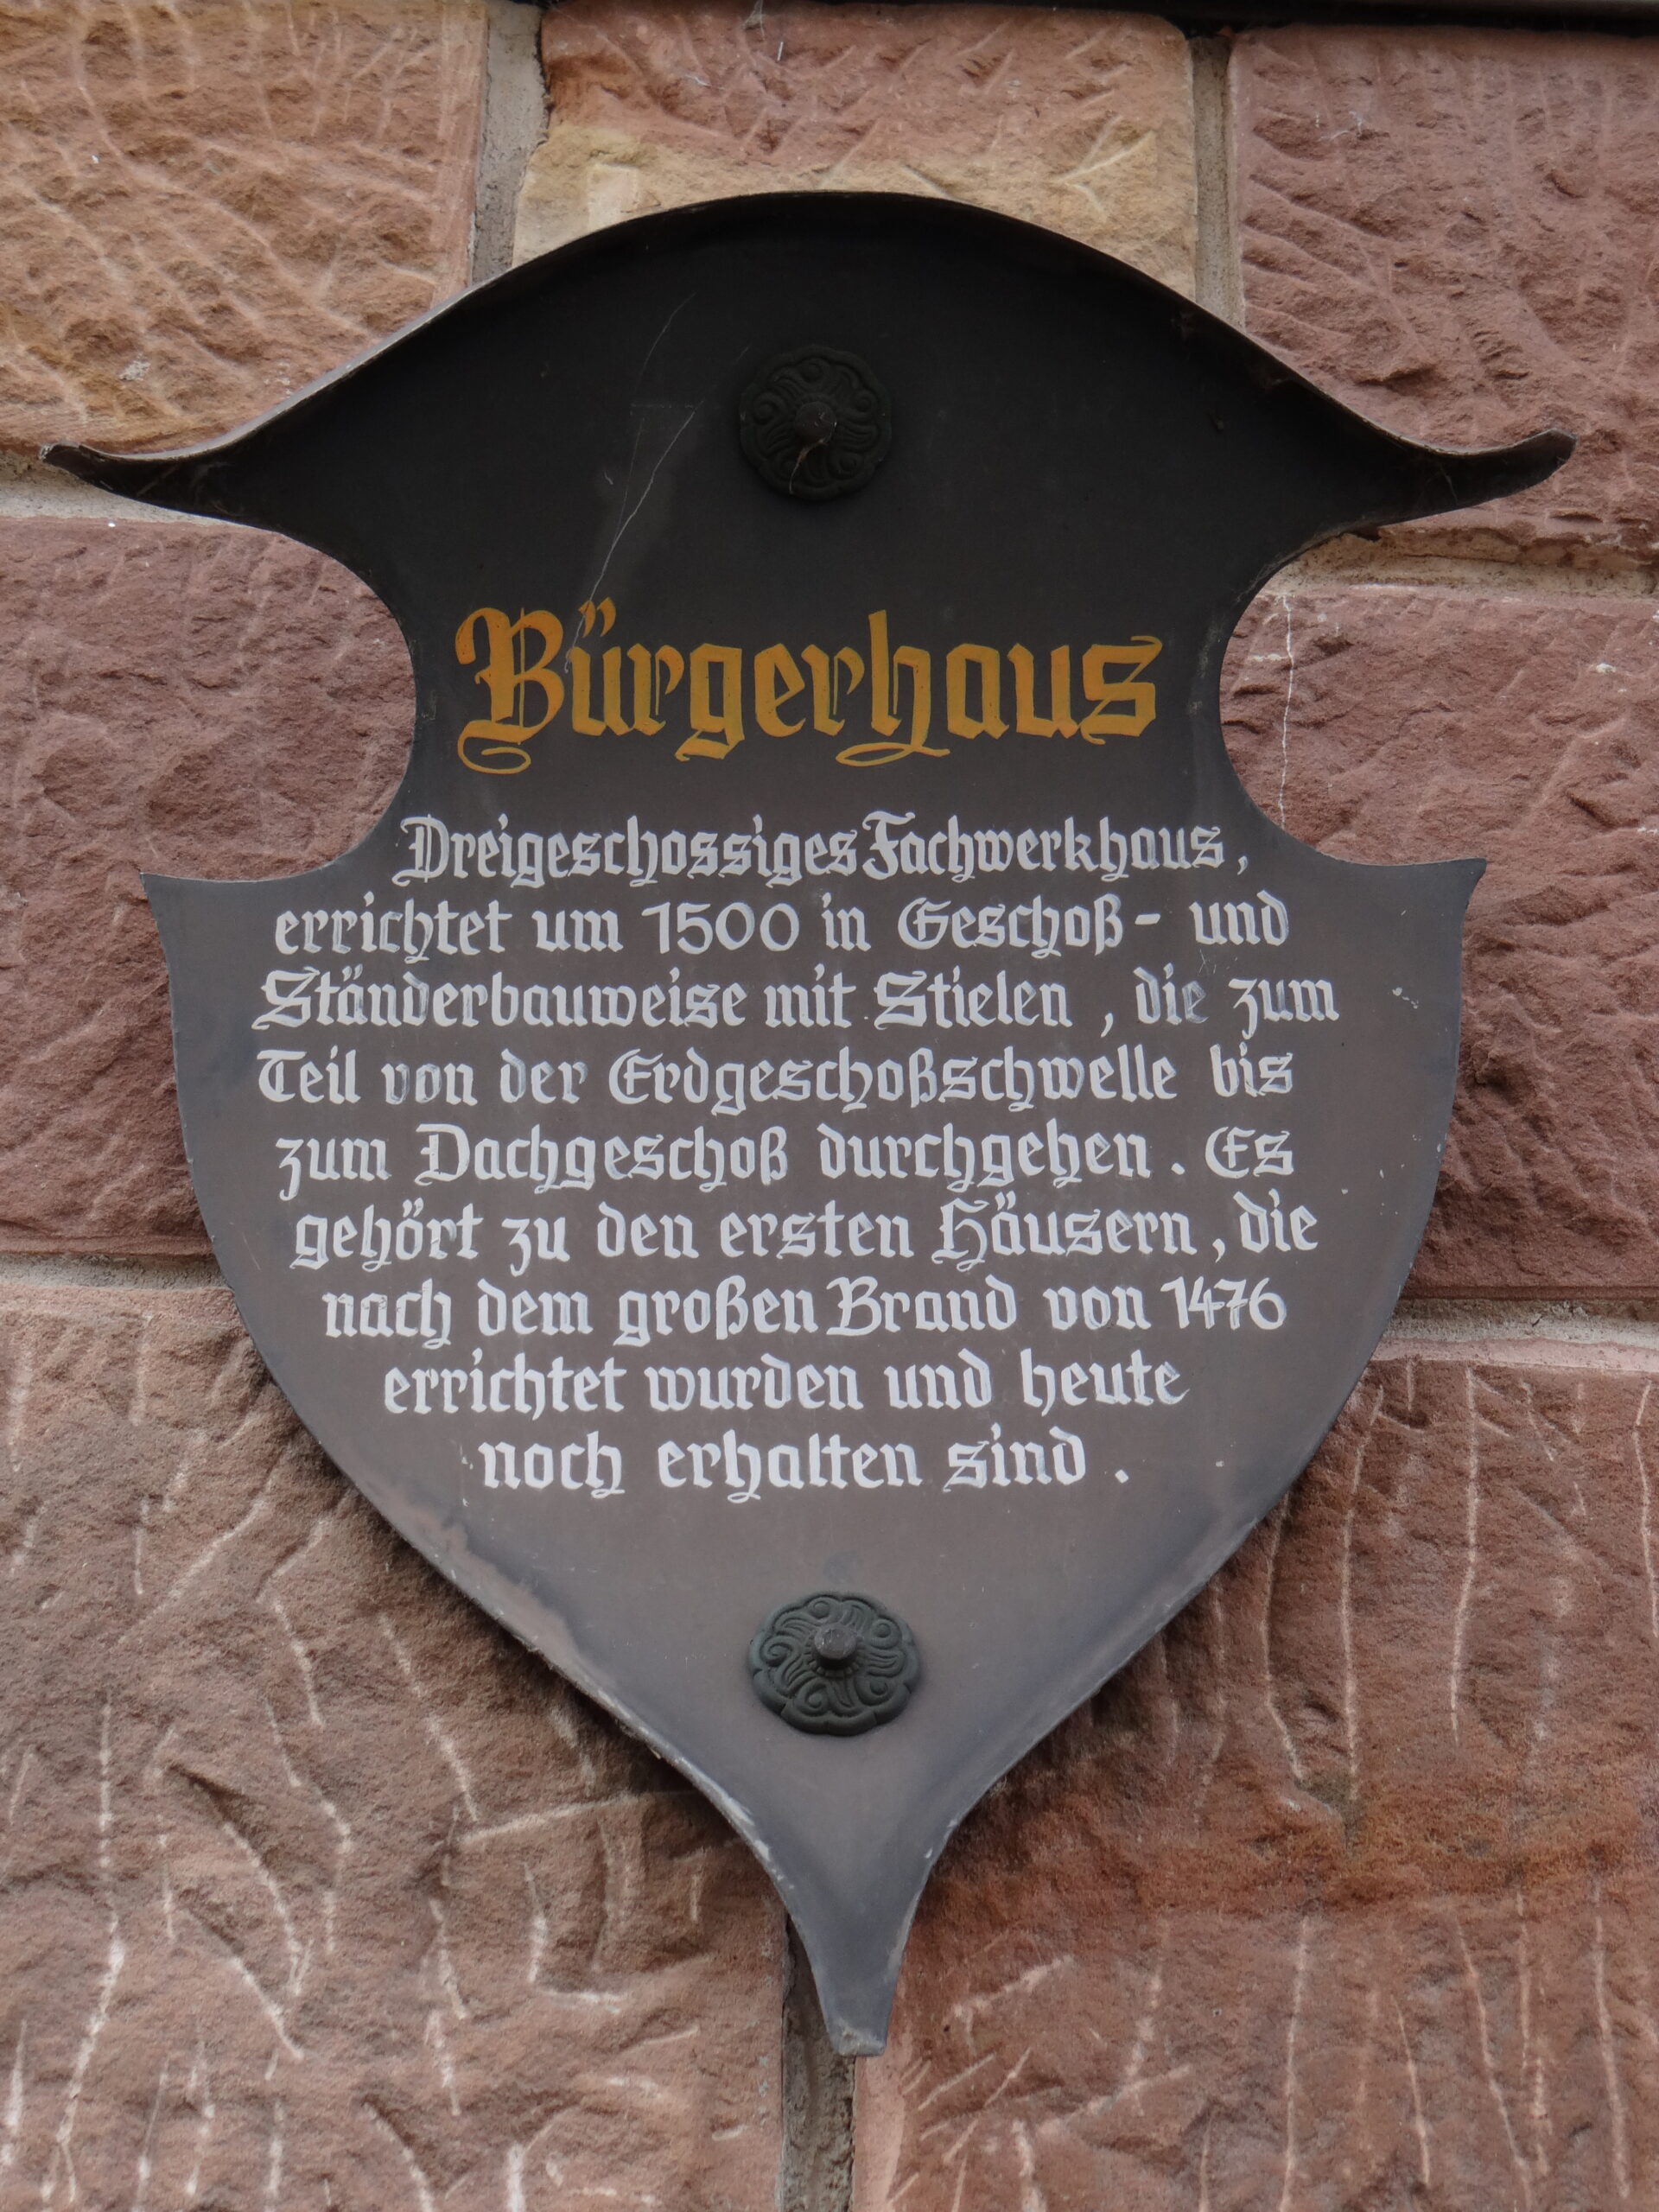 Bürgerhaus
Dreigeschossiges Fachwerkhaus,
errichtet um 1500 in Geschoß- und
Ständerbauweise mit Stielen, die zum
Teil von der Erdgeschoßschwelle bis
zum Dachgeschoß durchgehen. Es
gehört zu den ersten Häusern, die
nach dem großen Brand von 1476
errichtet wurden und heute
noch erhalten sind.